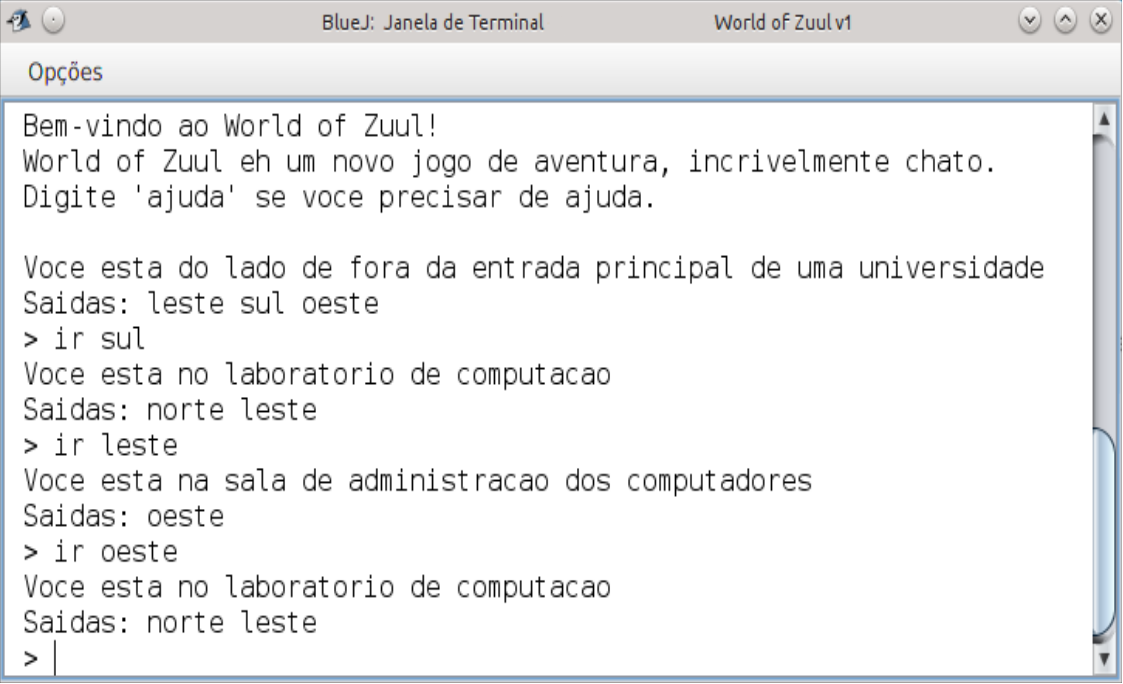 BlueJ: Janela de Terminal World of Zuul v1
Opções
Bem-vindo ao World of Zuul!
World of Zuul eh um novo jogo de aventura, incrivelmente chato.
Digite 'ajuda' se voce precisar de ajuda.
Voce esta do lado de fora da entrada principal de uma universidade
Saidas: leste sul oeste
> ir sul
Voce esta no laboratorio de computacao
Saidas: norte leste
> ir leste
Voce esta na sala de administracao dos computadores
Saidas: oeste
> ir oeste
Voce esta no laboratorio de computacao
Saidas: norte leste
>